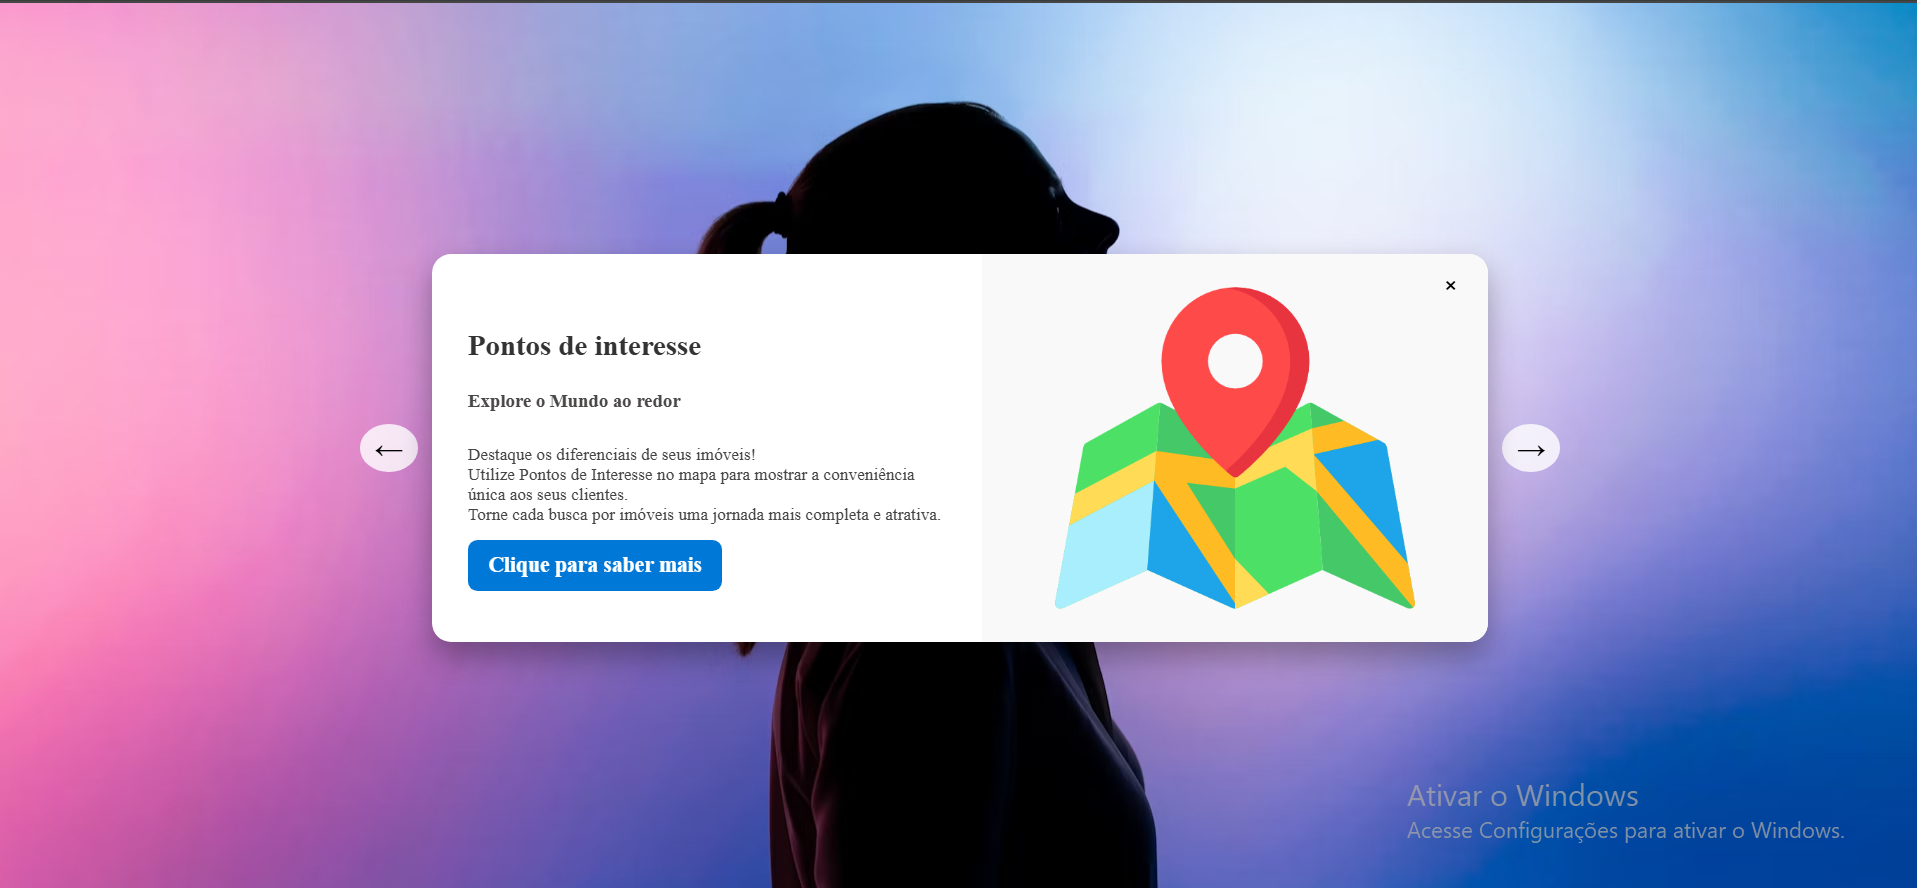 Pontos de interesse
×
Explore o Mundo ao redor
←
→
Destaque os diferenciais de seus imóveis!
Utilize Pontos de Interesse no mapa para mostrar a conveniência
única aos seus clientes.
Torne cada busca por imóveis uma jornada mais completa e atrativa.
Clique para saber mais
Ativar o Windows
Acesse Configurações para ativar o Windows.